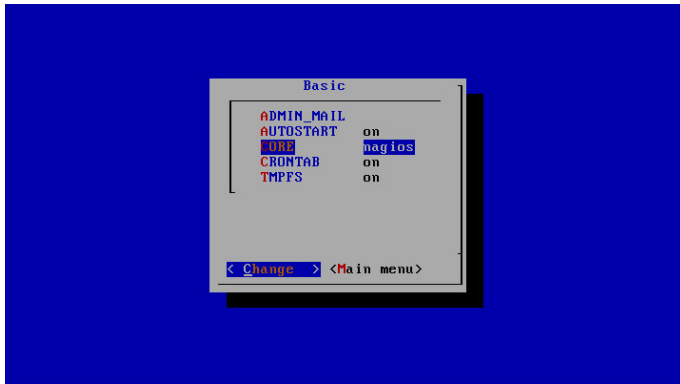 Basic
ADMIN_MAIL
AUTOSTART on
CORE nagios
CRONTAB on
TMPFS on
< Change > <Main menu>